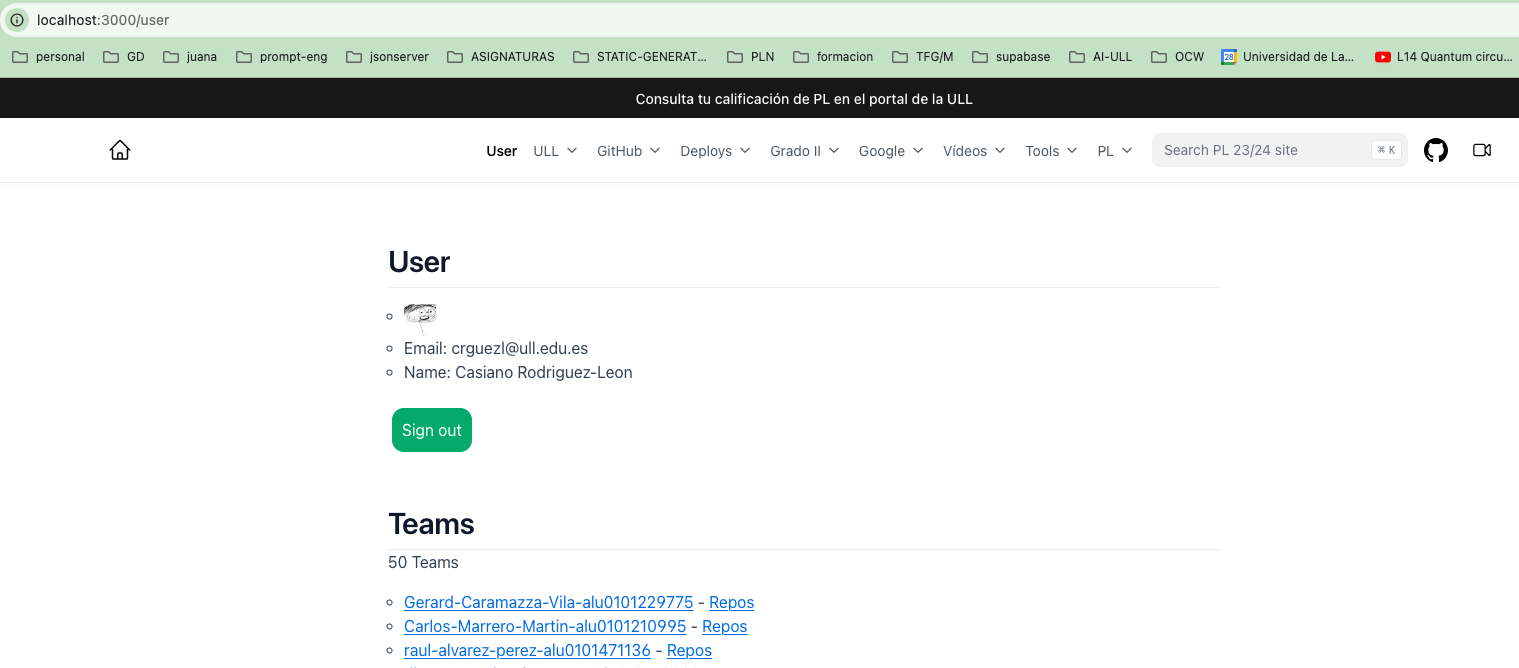 localhost:3000/user
personal GD juana prompt-eng jsonserver ASIGNATURAS STATIC-GENERAT... PLN formacion TFG/M supabase AI-ULL OCW 28 Universidad de La... L14 Quantum circu...
Consulta tu calificación de PL en el portal de la ULL
User ULL GitHub Deploys Grado II Google Vídeos Tools PL Search PL 23/24 site ⌘ K
User
Email: crguezl@ull.edu.es
Name: Casiano Rodriguez-Leon
Sign out
Teams
50 Teams
Gerard-Caramazza-Vila-alu0101229775 - Repos
Carlos-Marrero-Martin-alu0101210995 - Repos
raul-alvarez-perez-alu0101471136 - Repos